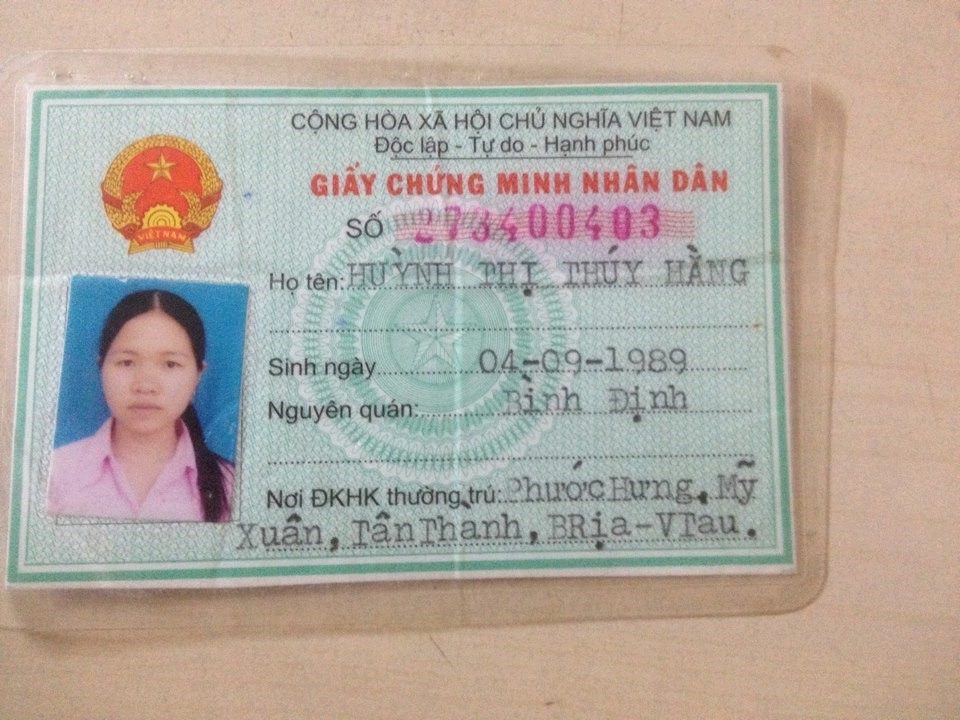 CỘNG HÒA XÃ HỘI CHỦ NGHĨA VIỆT NAM
Độc lập - Tự do - Hạnh phúc
GIẤY CHỨNG MINH NHÂN DÂN
SỐ 273400403
Họ tên: HUỲNH THỊ THÚY HẰNG
Sinh ngày 04-09-1989
Nguyên quán: Bình Định
Nơi ĐKHK thường trú: Phước Hưng, Mỹ
Xuân, Tân Thành, BRịa-VTau.
VIỆT NAM